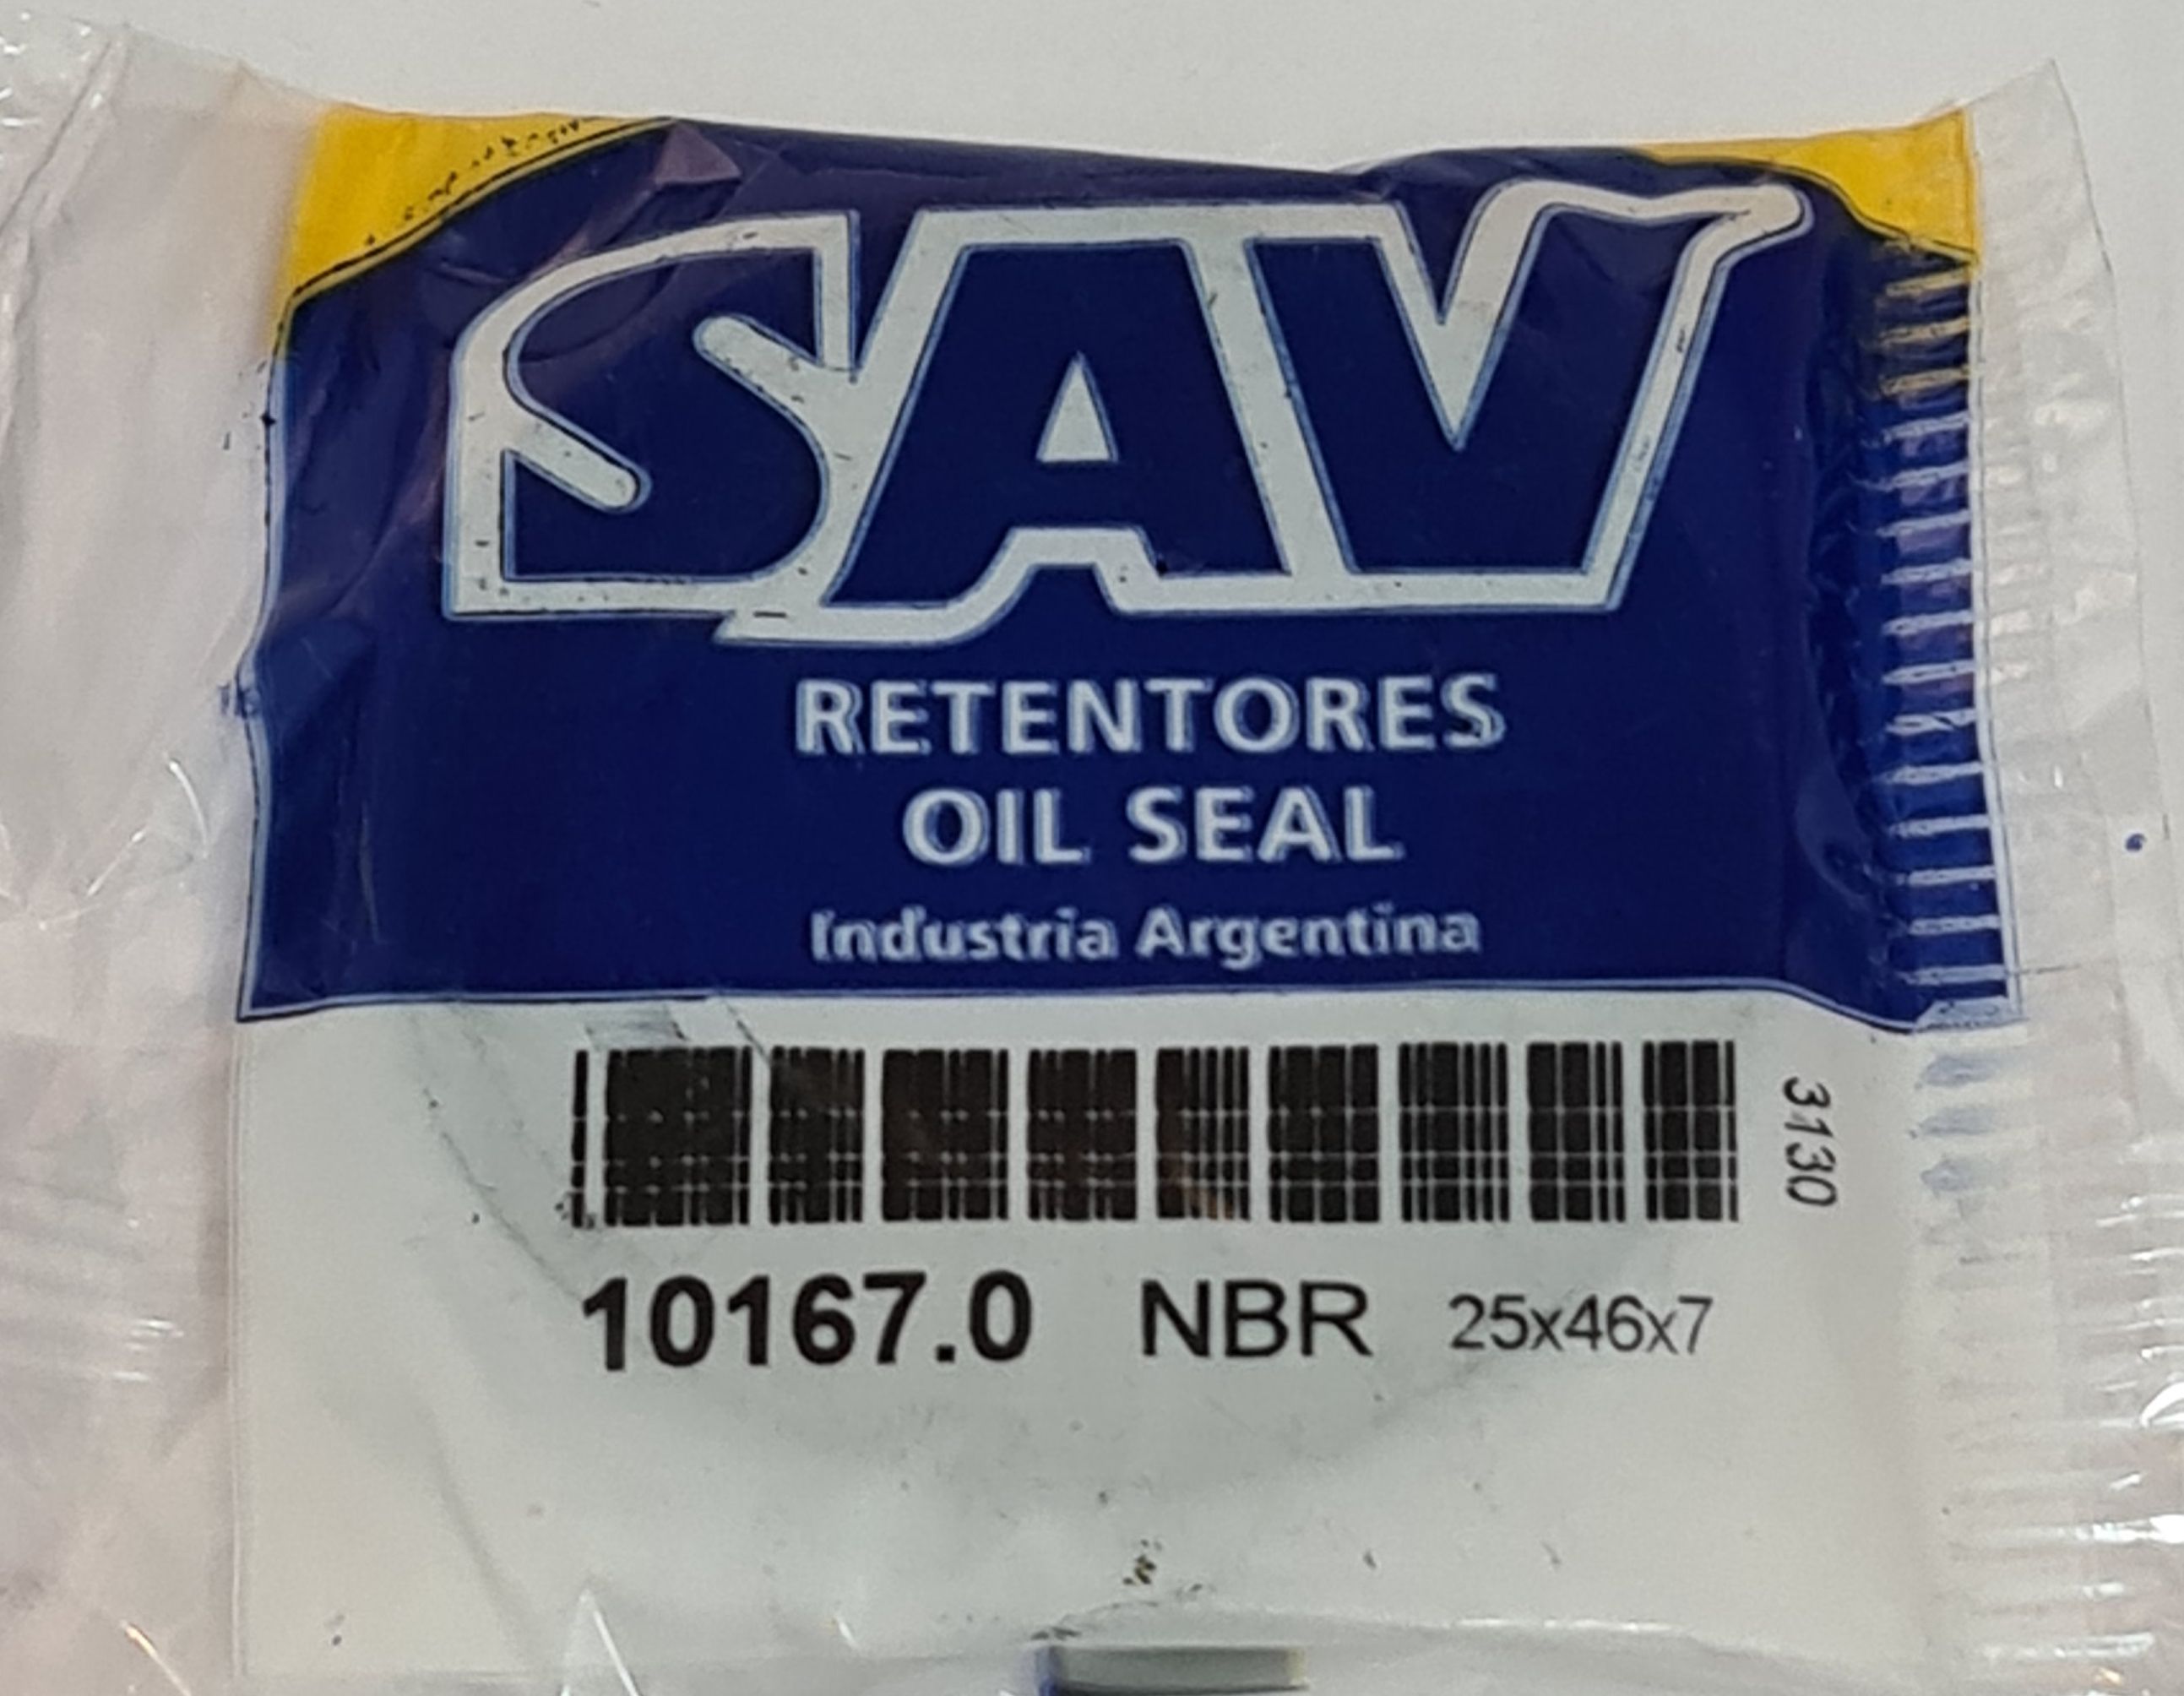 SAV
RETENTORES
OIL SEAL
Industria Argentina
3130
10167.0 NBR 25x46x7